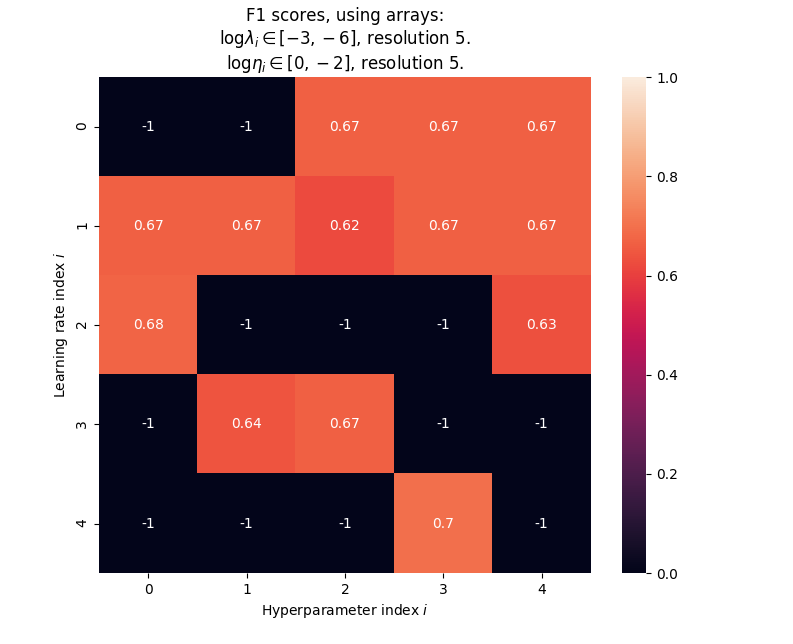 F1 scores, using arrays:
logλᵢ ∈ [−3, −6], resolution 5.
logηᵢ ∈ [0, −2], resolution 5.
0 -1 -1 0.67 0.67 0.67
1 0.67 0.67 0.62 0.67 0.67
2 0.68 -1 -1 -1 0.63
3 -1 0.64 0.67 -1 -1
4 -1 -1 -1 0.7 -1
0 1 2 3 4
Hyperparameter index i
Learning rate index i
1.0
0.8
0.6
0.4
0.2
0.0